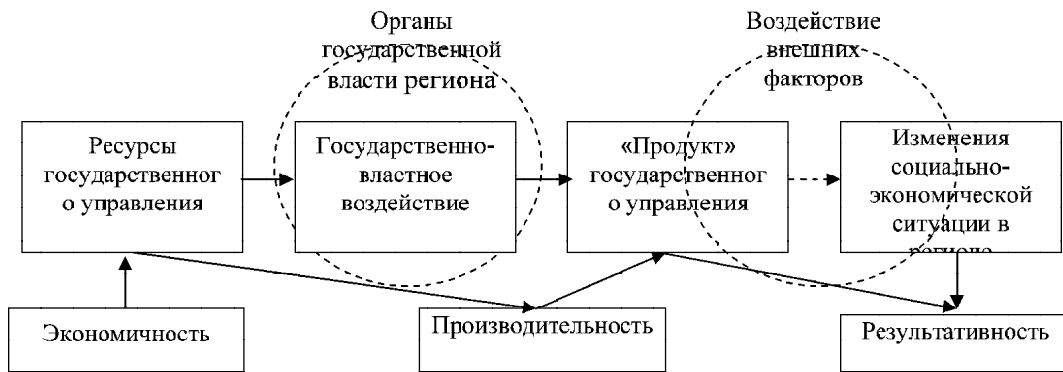 Органы
государственной
власти региона
Воздействие
внешних
факторов
Ресурсы
государственног
о управления
Государственно-
властное
воздействие
«Продукт»
государственног
о управления
Изменения
социально-
экономической
ситуации в
регионе
Экономичность
Производительность
Результативность